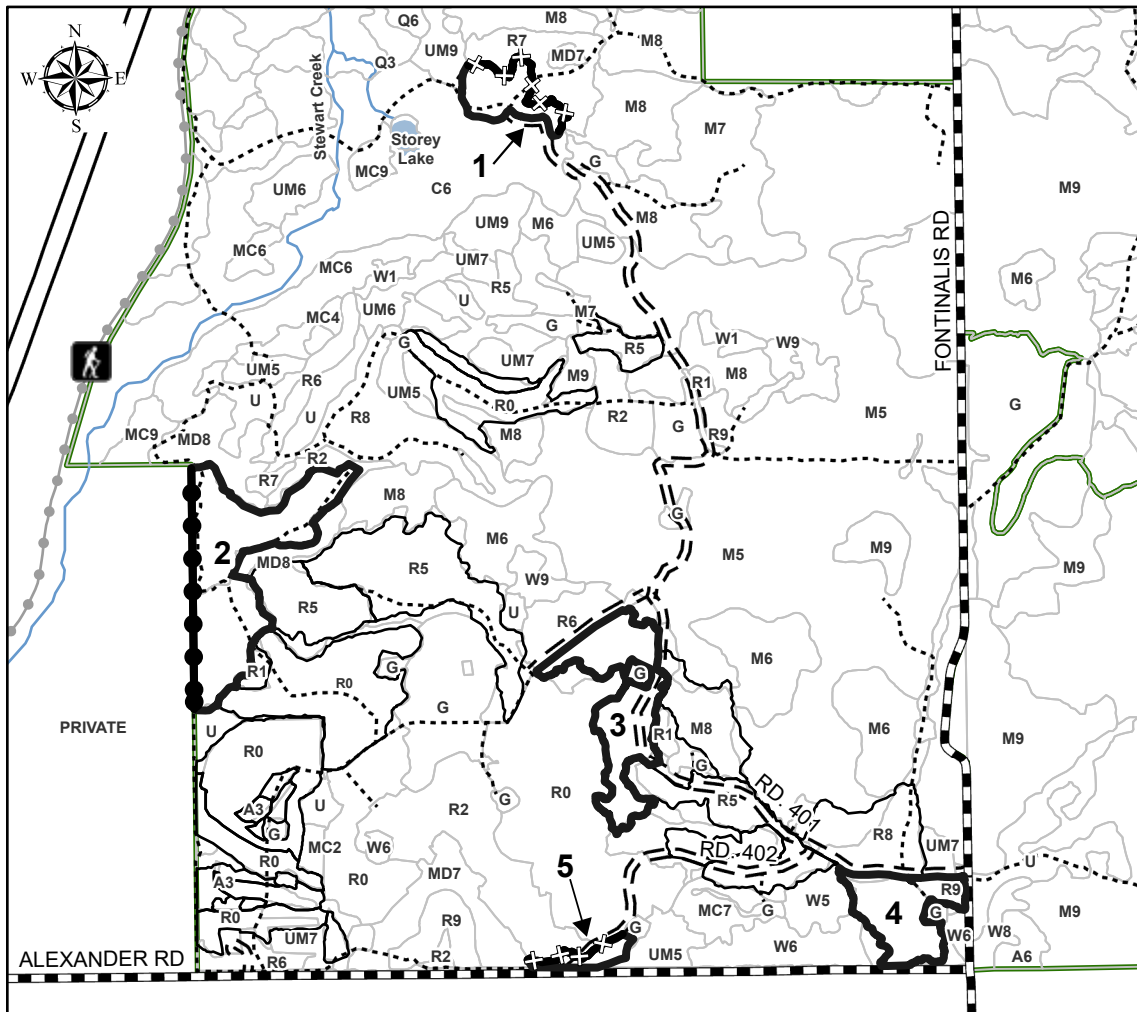 Q6
M8
N
W
E
S
UM9
R7
M8
MD7
Q3
Stewart Creek
M8
M9
M7
Storey
Lake
1
G
MC9
C6
UM6
M8
UM9
M6
UM5
MC6
MC6
UM7
W1
R5
M6
FONTINALIS RD
U
MC4
UM6
M7
G
G
R5
W1
W9
UM7
UM5
R6
M9
M8
R1
U
UM5
R0
R2
M5
G
U
R8
M8
G
R9
MC9
MD8
R2
R7
M8
G
M6
M5
M9
2
MD8
R5
M9
W9
R5
U
R6
M6
R1
R0
G
G
G
3
M6
PRIVATE
U
R1
M8
M9
R0
G
A3
U
R2
G
R0
R5
RD. 401
G
MC2
W6
R8
UM7
RD. 402
U
R0
A3
R0
MD7
5
R9
MC7
W5
G
4
G
M9
R0
R9
G
W6
W8
UM7
R6
R2
UM5
W6
A6
ALEXANDER RD